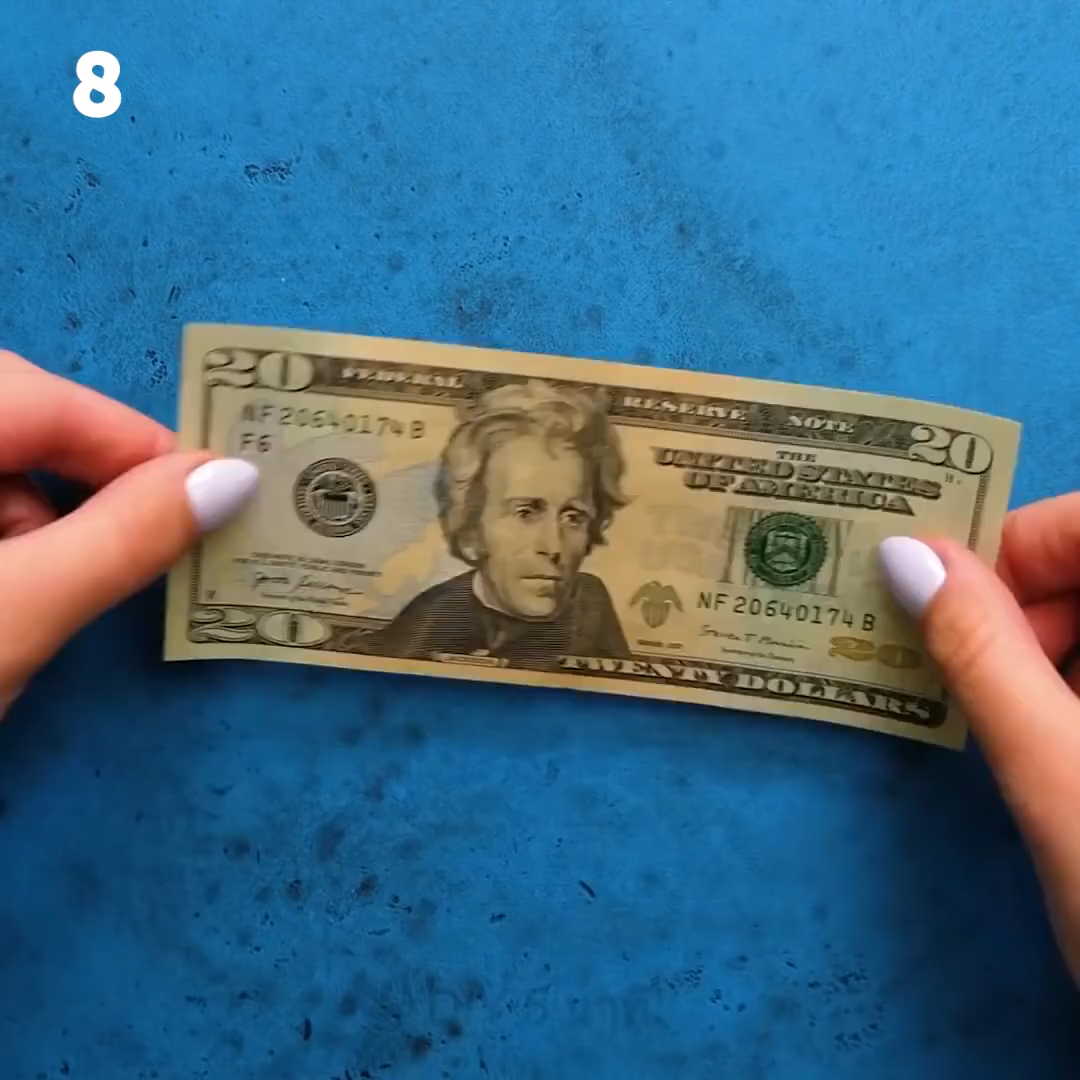 8
20 FEDERAL RESERVE NOTE 20
NF 20640174 B
F6
THE
UNITED STATES
OF AMERICA
NF 20640174 B
20
20
TWENTY DOLLARS